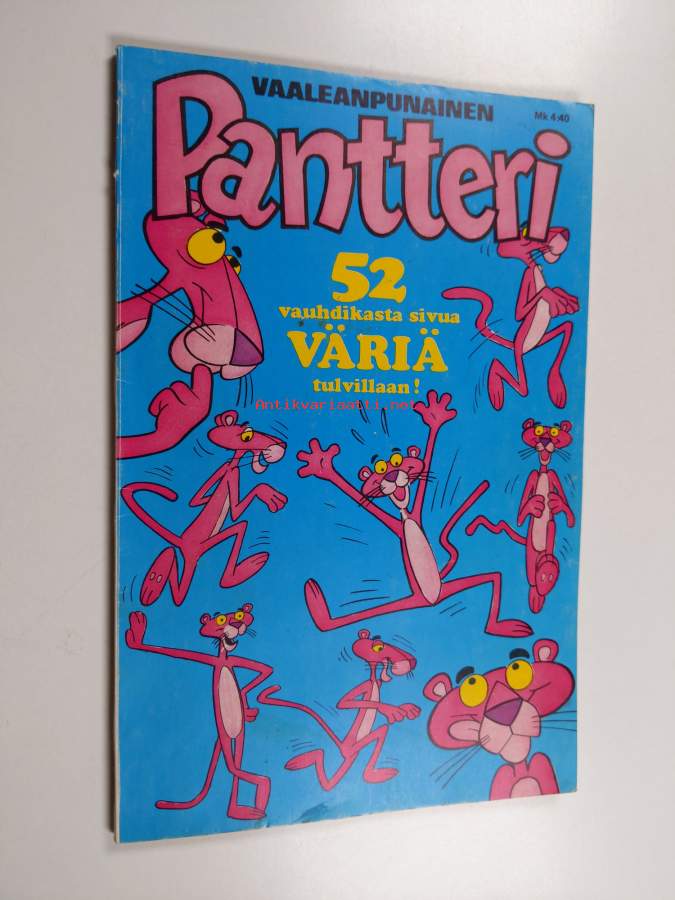 VAALEANPUNAINEN
Mk 4:40
Pantteri
52
vauhdikasta sivua
VÄRIÄ
tulvillaan!
Antikvariaatti.net